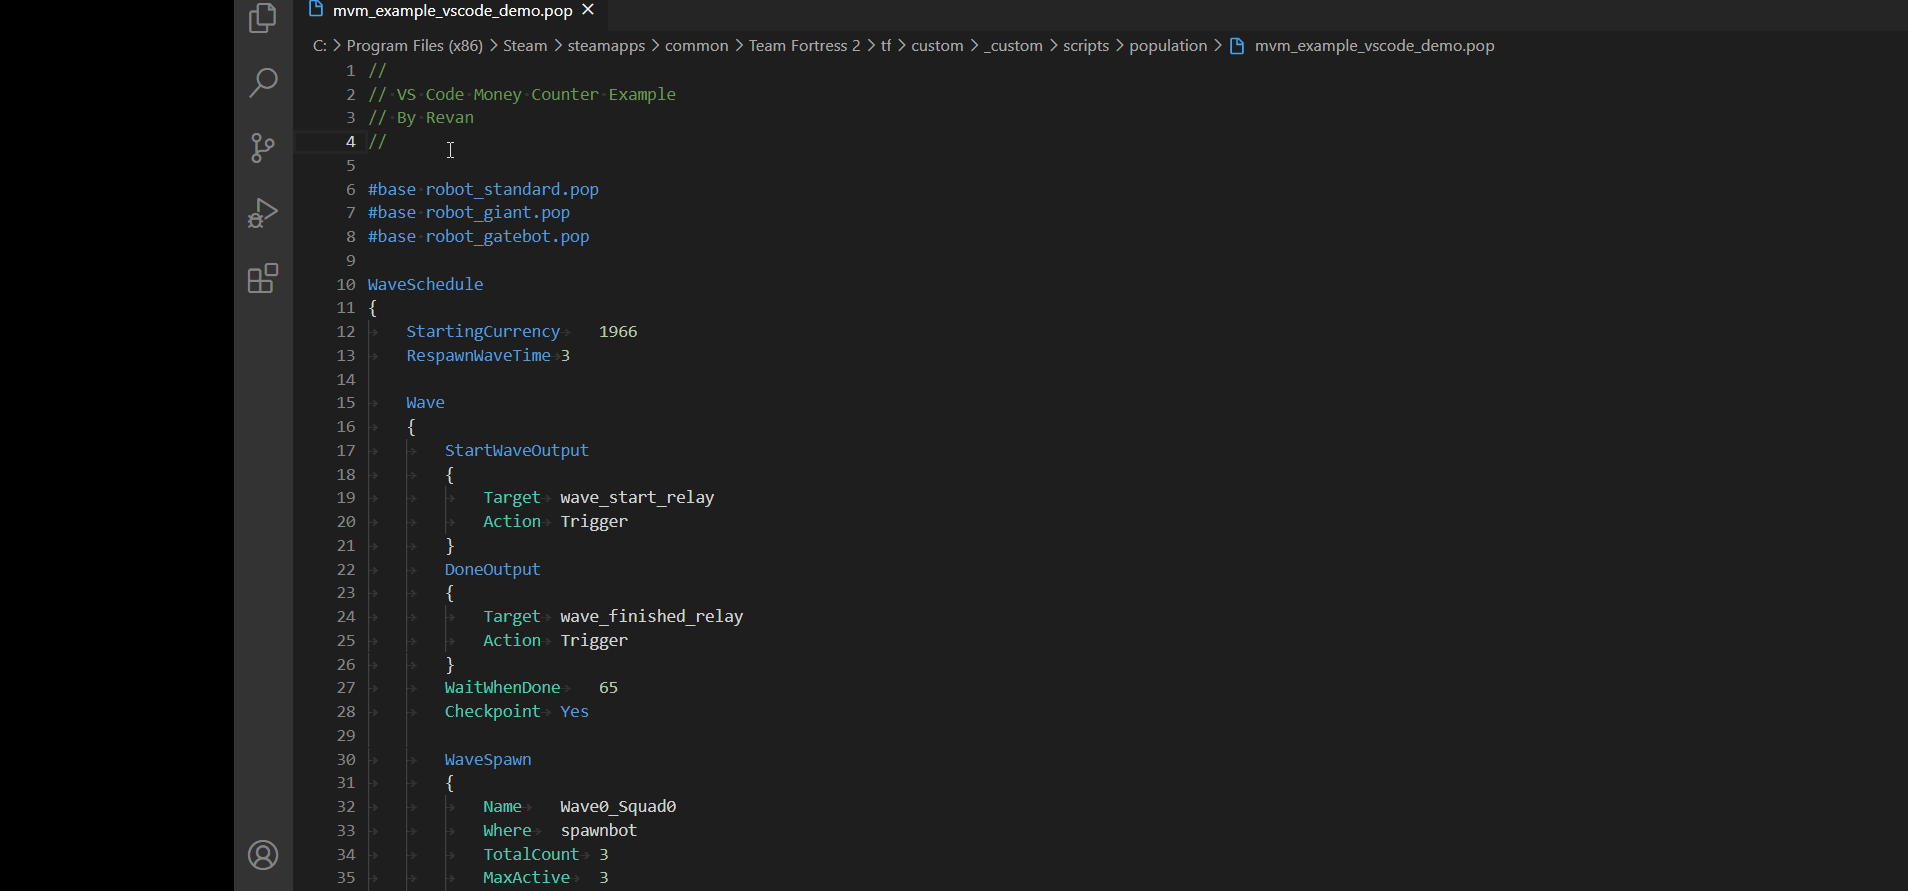 mvm_example_vscode_demo.pop ×
C: > Program Files (x86) > Steam > steamapps > common > Team Fortress 2 > tf > custom > _custom > scripts > population > mvm_example_vscode_demo.pop
1 //
2 // VS Code Money Counter Example
3 // By Revan
4 //
5
6 #base robot_standard.pop
7 #base robot_giant.pop
8 #base robot_gatebot.pop
9
10 WaveSchedule
11 {
12 StartingCurrency 1966
13 RespawnWaveTime 3
14
15 Wave
16 {
17 StartWaveOutput
18 {
19 Target wave_start_relay
20 Action Trigger
21 }
22 DoneOutput
23 {
24 Target wave_finished_relay
25 Action Trigger
26 }
27 WaitWhenDone 65
28 Checkpoint Yes
29
30 WaveSpawn
31 {
32 Name Wave0_Squad0
33 Where spawnbot
34 TotalCount 3
35 MaxActive 3